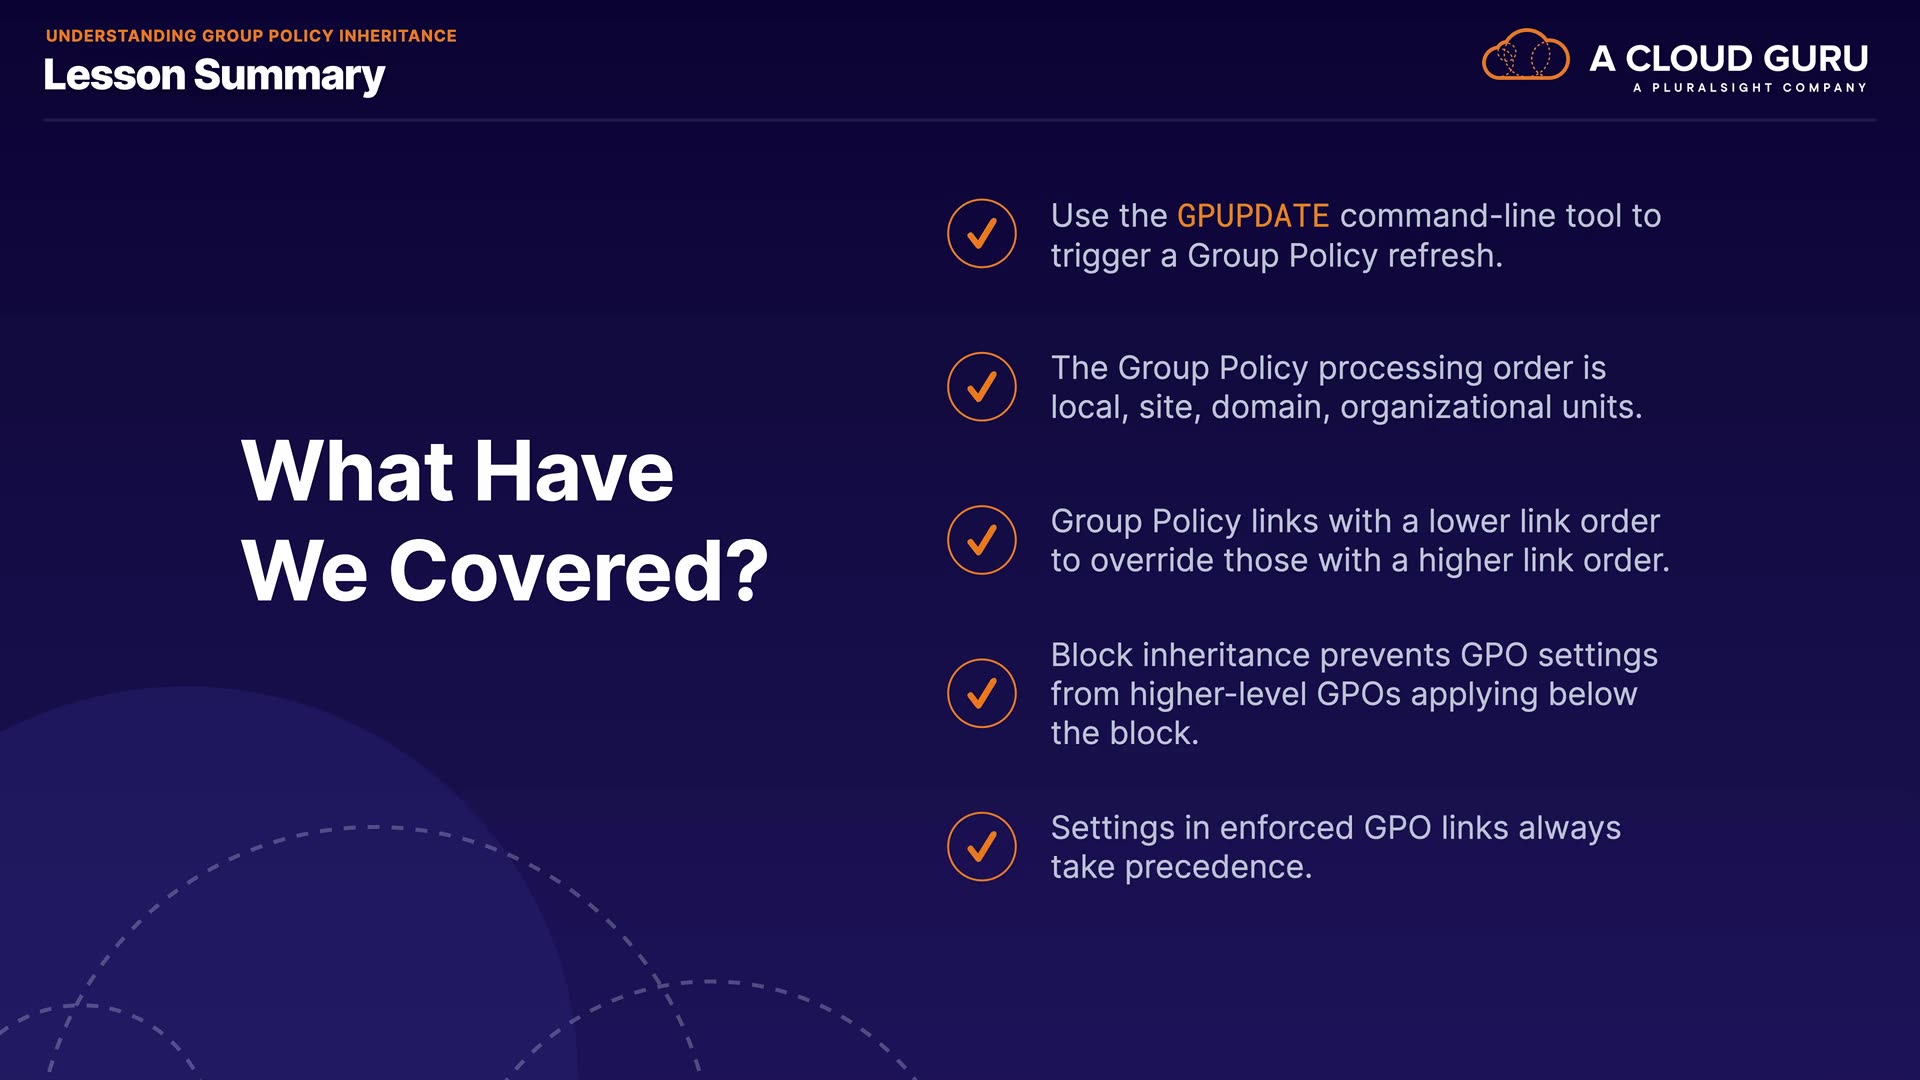 UNDERSTANDING GROUP POLICY INHERITANCE
Lesson Summary
A CLOUD GURU
A PLURALSIGHT COMPANY
What Have
We Covered?
Use the GPUPDATE command-line tool to
trigger a Group Policy refresh.
The Group Policy processing order is
local, site, domain, organizational units.
Group Policy links with a lower link order
to override those with a higher link order.
Block inheritance prevents GPO settings
from higher-level GPOs applying below
the block.
Settings in enforced GPO links always
take precedence.